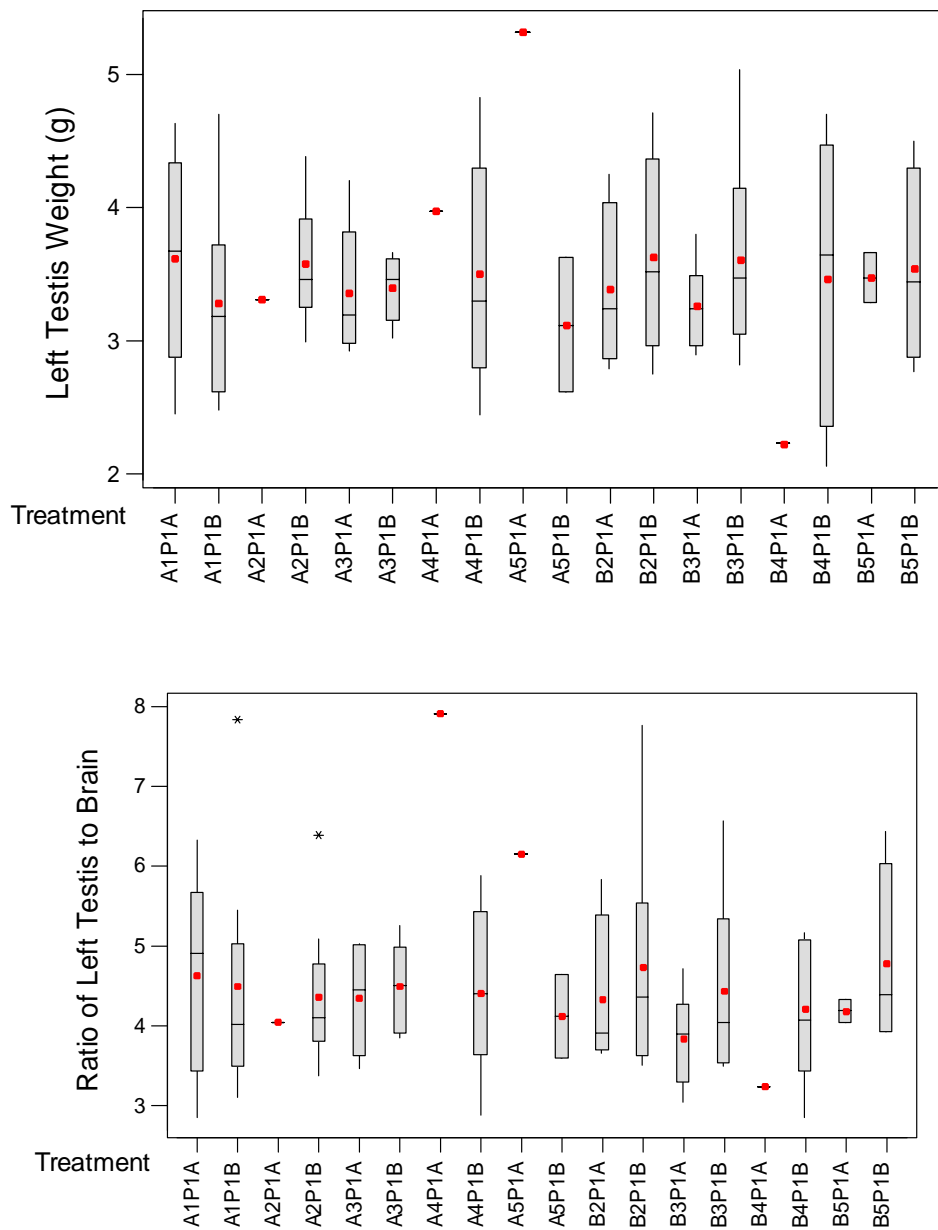 Left Testis Weight (g)
5
4
3
2
Treatment
A1P1A
A1P1B
A2P1A
A2P1B
A3P1A
A3P1B
A4P1A
A4P1B
A5P1A
A5P1B
B2P1A
B2P1B
B3P1A
B3P1B
B4P1A
B4P1B
B5P1A
B5P1B
Ratio of Left Testis to Brain
8
7
6
5
4
3
Treatment
A1P1A
A1P1B
A2P1A
A2P1B
A3P1A
A3P1B
A4P1A
A4P1B
A5P1A
A5P1B
B2P1A
B2P1B
B3P1A
B3P1B
B4P1A
B4P1B
B5P1A
B5P1B